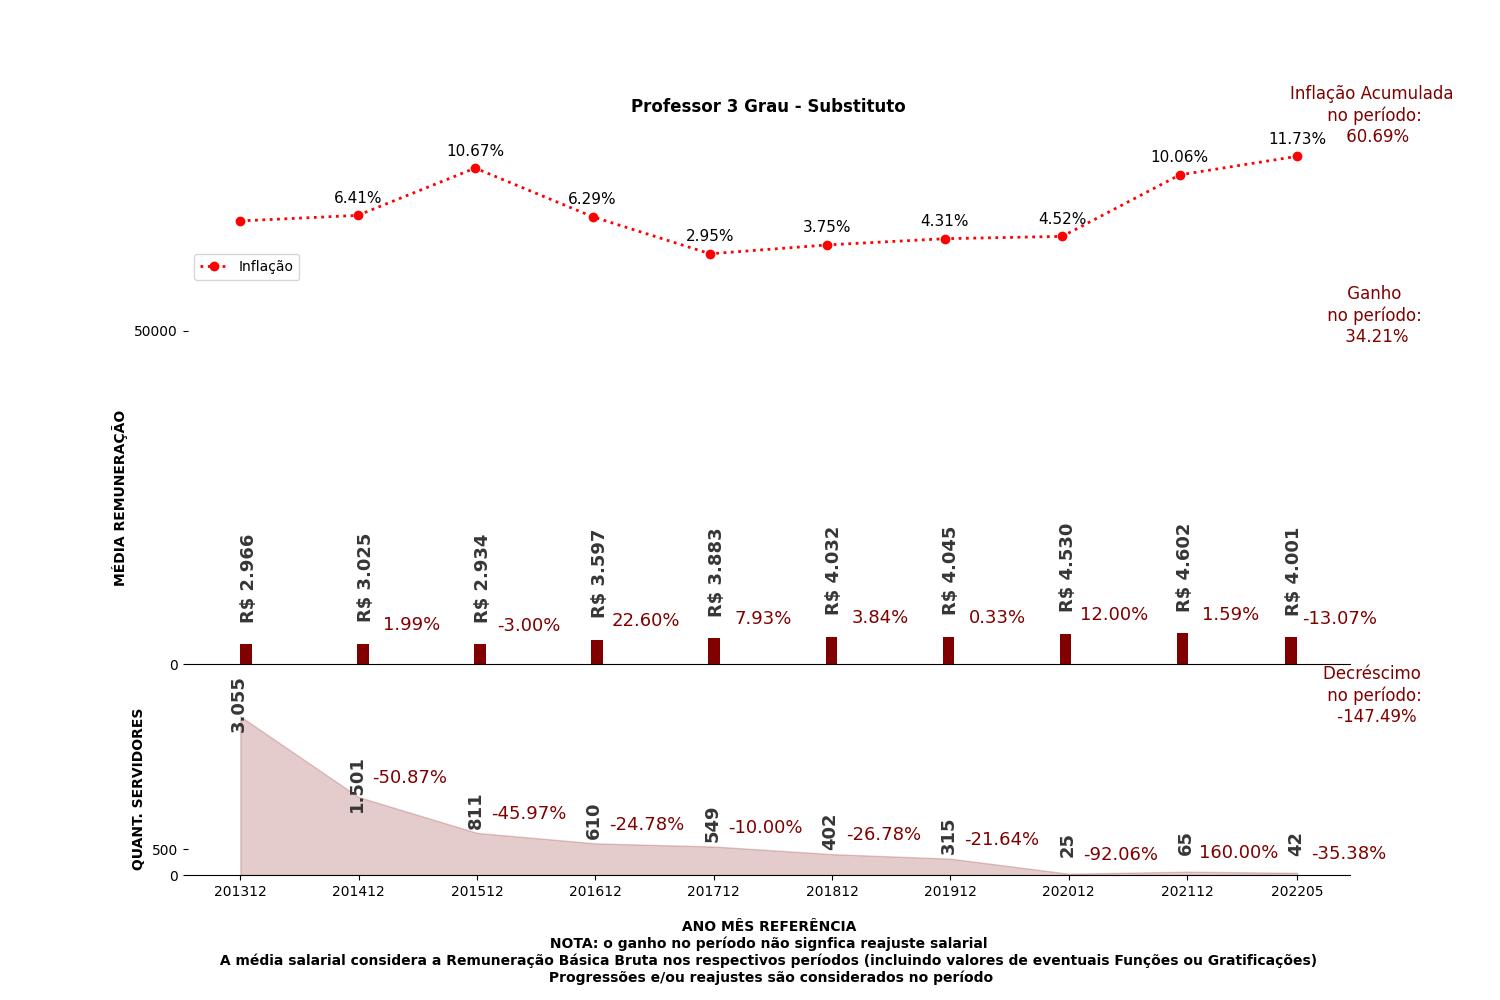 Professor 3 Grau - Substituto
Inflação Acumulada
no período:
60.69%
6.41%
10.67%
6.29%
2.95%
3.75%
4.31%
4.52%
10.06%
11.73%
Inflação
Ganho
no período:
34.21%
50000
0
MÉDIA REMUNERAÇÃO
R$ 2.966
R$ 3.025
R$ 2.934
R$ 3.597
R$ 3.883
R$ 4.032
R$ 4.045
R$ 4.530
R$ 4.602
R$ 4.001
1.99%
-3.00%
22.60%
7.93%
3.84%
0.33%
12.00%
1.59%
-13.07%
Decréscimo
no período:
-147.49%
QUANT. SERVIDORES
500
0
3.055
1.501
811
610
549
402
315
25
65
42
-50.87%
-45.97%
-24.78%
-10.00%
-26.78%
-21.64%
-92.06%
160.00%
-35.38%
201312
201412
201512
201612
201712
201812
201912
202012
202112
202205
ANO MÊS REFERÊNCIA
NOTA: o ganho no período não signfica reajuste salarial
A média salarial considera a Remuneração Básica Bruta nos respectivos períodos (incluindo valores de eventuais Funções ou Gratificações)
Progressões e/ou reajustes são considerados no período